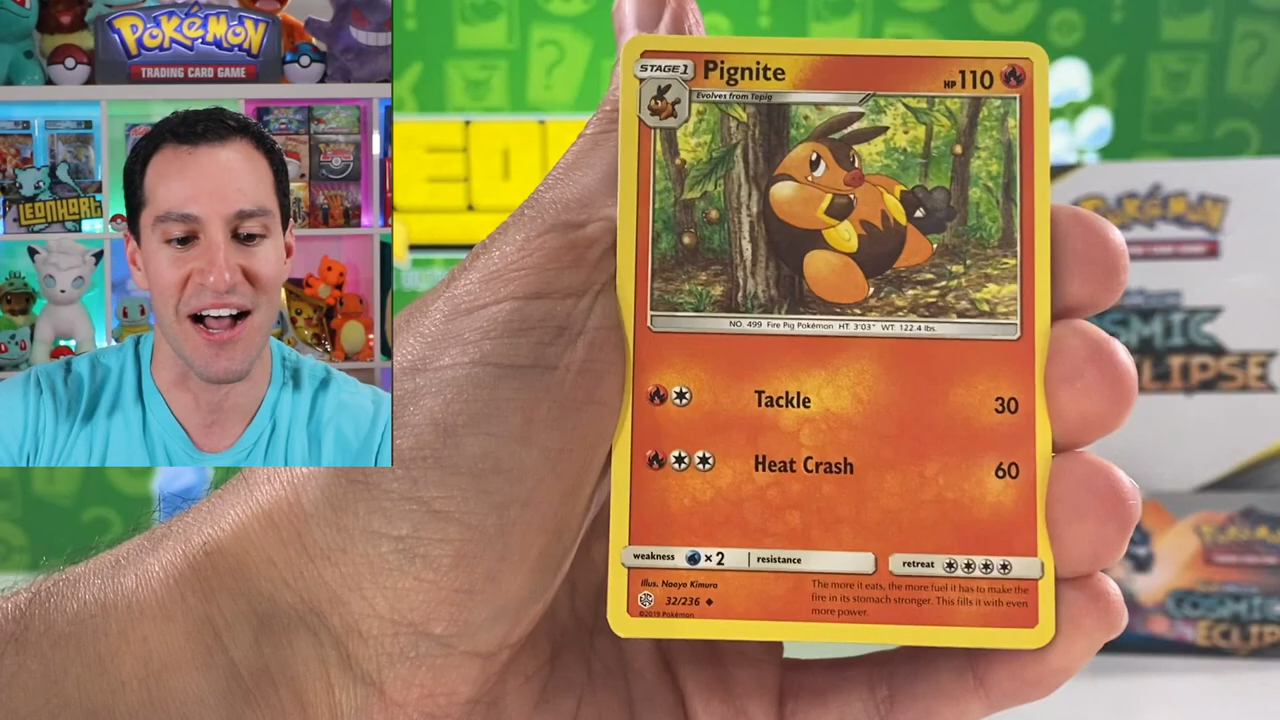 POKÉMON
TRADING CARD GAME
LEONHART
STAGE 1
Pignite
HP 110
Evolves from Tepig
NO. 499 Fire Pig Pokémon HT: 3'03" WT: 122.4 lbs.
Tackle 30
Heat Crash 60
weakness ×2 resistance
retreat
Illus. Naoyo Kimura
32/236
©2019 Pokémon
The more it eats, the more fuel it has to make the
fire in its stomach stronger. This fills it with even
more power.
POKÉMON
COSMIC
ECLIPSE
POKÉMON
COSMIC
ECLIPSE